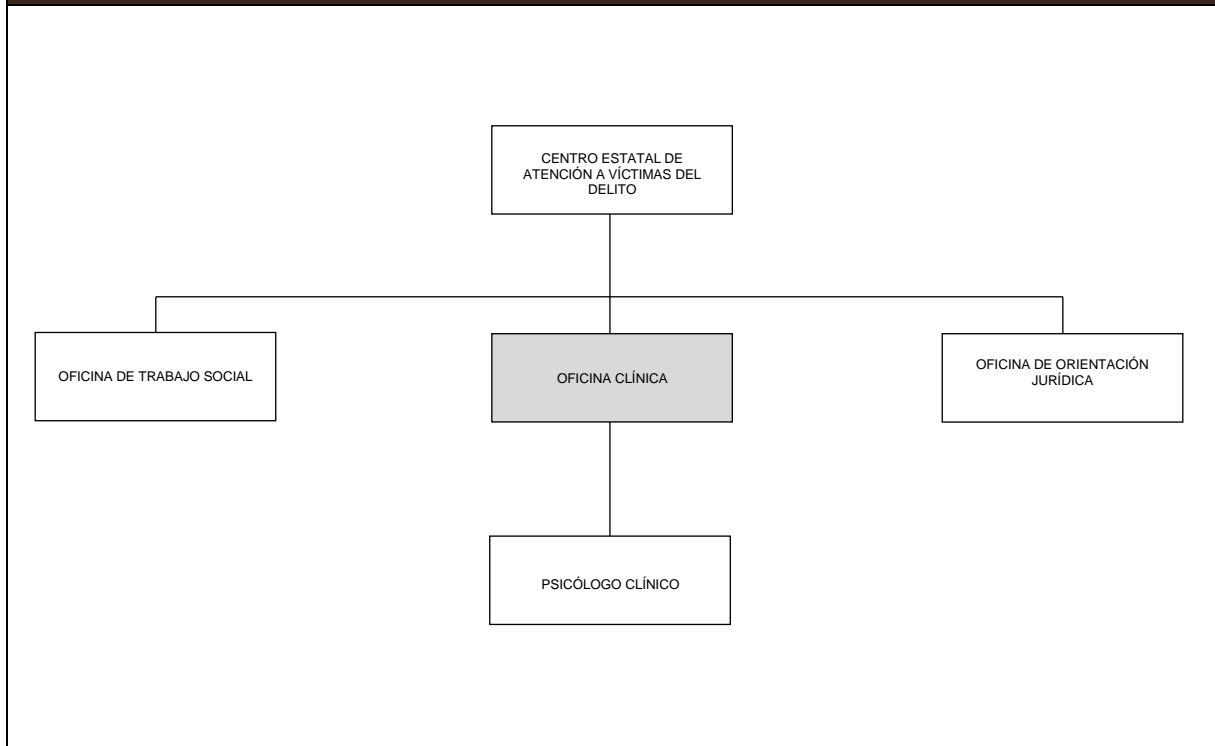 CENTRO ESTATAL DE
ATENCIÓN A VÍCTIMAS DEL
DELITO
OFICINA DE TRABAJO SOCIAL
OFICINA CLÍNICA
OFICINA DE ORIENTACIÓN
JURÍDICA
PSICÓLOGO CLÍNICO